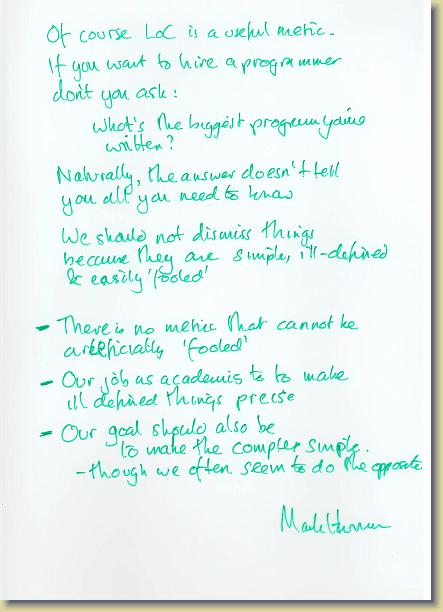 Of course LoC is a useful metric.
If you want to hire a programmer
don't you ask:
What's the biggest program you've
written?
Naturally, the answer doesn't tell
you all you need to know
We should not dismiss things
because they are simple, ill-defined
& easily 'fooled'
- There is no metric that cannot be
artificially 'fooled'
- Our job as academics is to make
ill defined things precise
- Our goal should also be
to make the complex simple.
- though we often seem to do the opposite.
Mark Harman